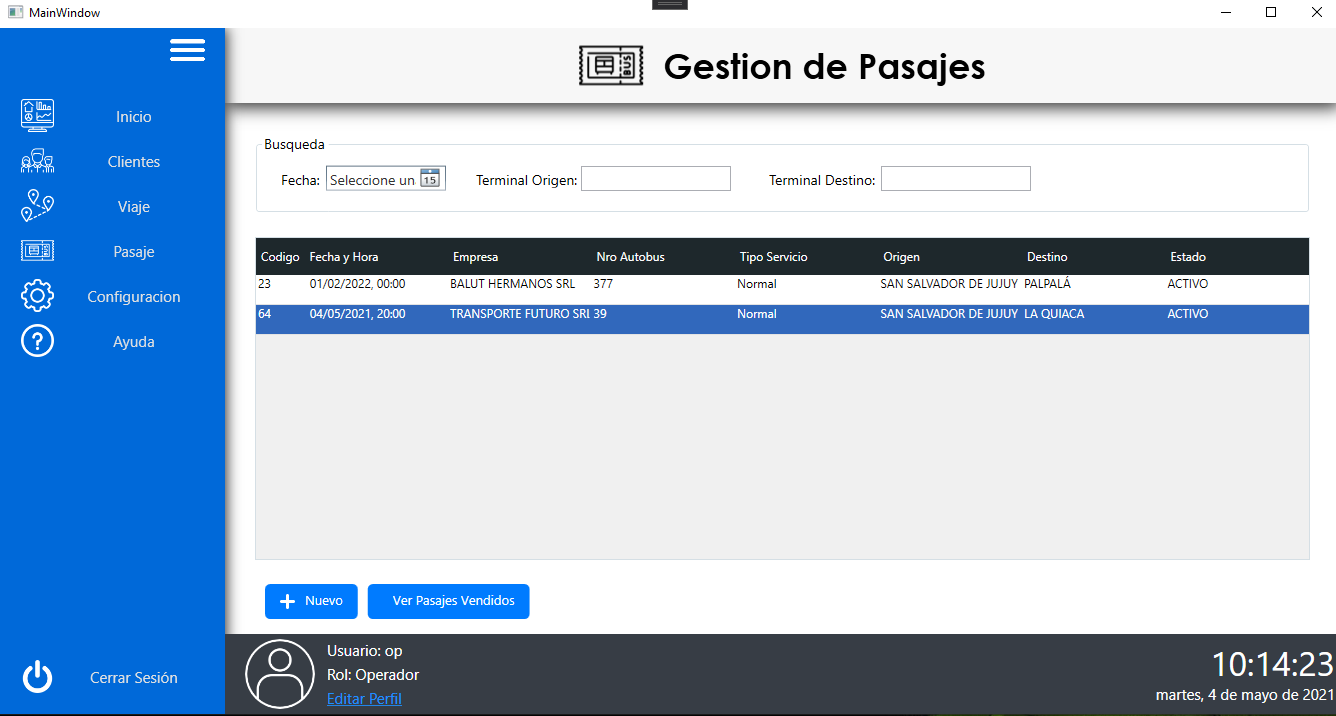 MainWindow
BUS
Gestion de Pasajes
Inicio
Clientes
Viaje
Pasaje
Configuracion
Ayuda
Cerrar Sesión
Busqueda
Fecha: Seleccione un 15 Terminal Origen: Terminal Destino:
Codigo Fecha y Hora Empresa Nro Autobus Tipo Servicio Origen Destino Estado
23 01/02/2022, 00:00 BALUT HERMANOS SRL 377 Normal SAN SALVADOR DE JUJUY PALPALÁ ACTIVO
64 04/05/2021, 20:00 TRANSPORTE FUTURO SRL 39 Normal SAN SALVADOR DE JUJUY LA QUIACA ACTIVO
Nuevo Ver Pasajes Vendidos
Usuario: op
Rol: Operador
Editar Perfil
10:14:23
martes, 4 de mayo de 2021